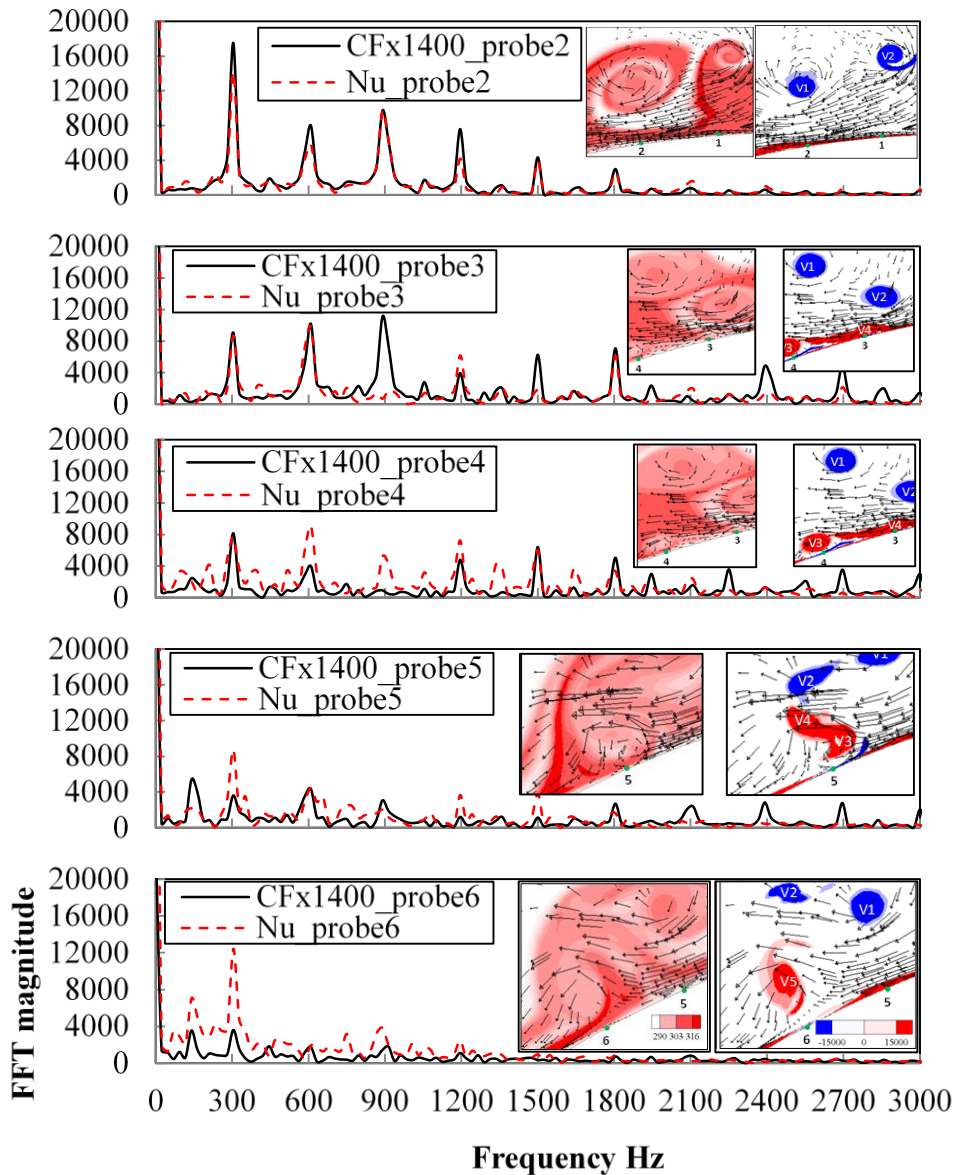 20000
16000
12000
8000
4000
0
CFx1400_probe2
Nu_probe2
2
1
V1
V2
2
1
20000
16000
12000
8000
4000
0
CFx1400_probe3
Nu_probe3
4
3
V1
V2
V3
V4
4
3
20000
16000
12000
8000
4000
0
CFx1400_probe4
Nu_probe4
4
3
V1
V2
V3
V4
4
3
20000
16000
12000
8000
4000
0
CFx1400_probe5
Nu_probe5
5
V1
V2
V4
V3
5
20000
16000
12000
8000
4000
0
CFx1400_probe6
Nu_probe6
5
6
290 303 316
V2
V1
V5
5
6
-15000 0 15000
FFT magnitude
0 300 600 900 1200 1500 1800 2100 2400 2700 3000
Frequency Hz